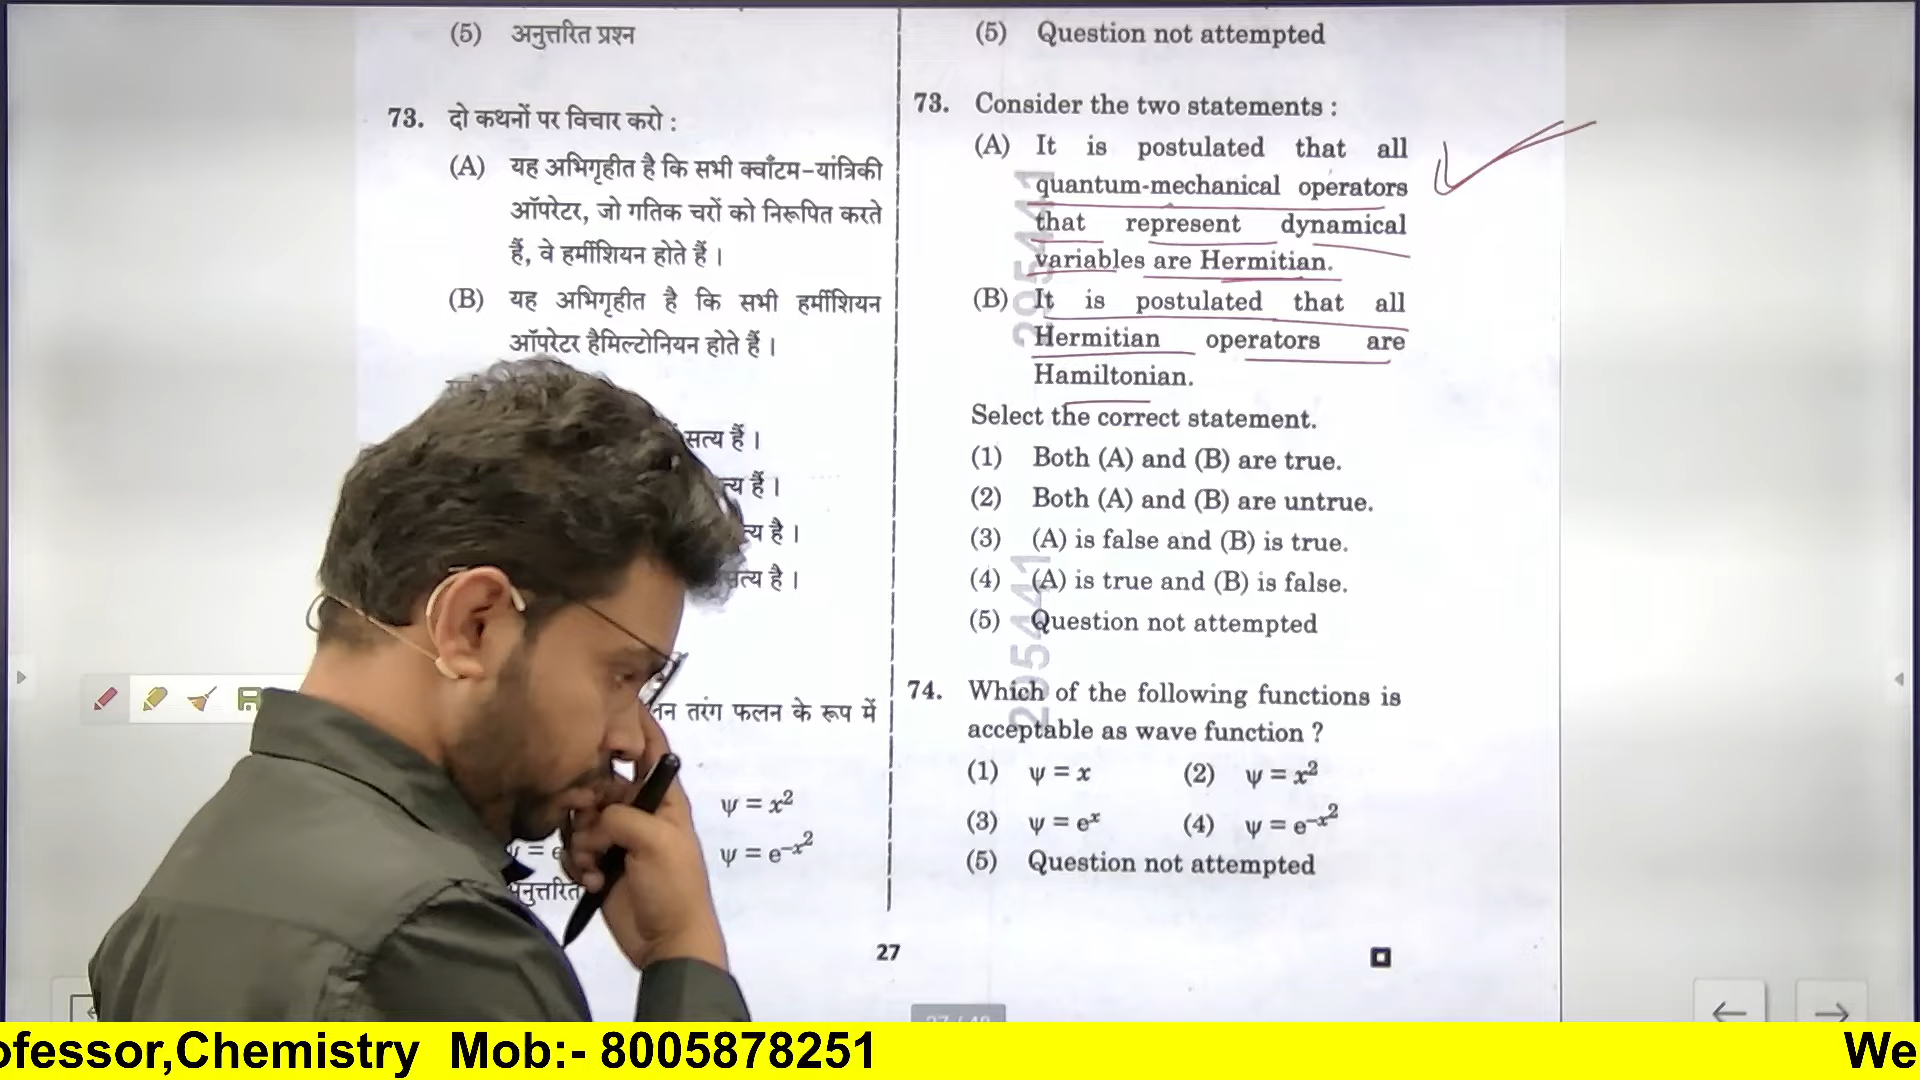 (5) अनुत्तरित प्रश्न
73. दो कथनों पर विचार करो :
(A) यह अभिगृहीत है कि सभी क्वाँटम-यांत्रिकी
ऑपरेटर, जो गतिक चरों को निरूपित करते
हैं, वे हर्मीशियन होते हैं ।
(B) यह अभिगृहीत है कि सभी हर्मीशियन
ऑपरेटर हैमिल्टोनियन होते हैं ।
सत्य हैं ।
हैं ।
है ।
सत्य है ।
तरंग फलन के रूप में
ψ = x²
ψ = e^{-x²}
(5) Question not attempted
73. Consider the two statements :
(A) It is postulated that all
quantum-mechanical operators
that represent dynamical
variables are Hermitian.
(B) It is postulated that all
Hermitian operators are
Hamiltonian.
Select the correct statement.
(1) Both (A) and (B) are true.
(2) Both (A) and (B) are untrue.
(3) (A) is false and (B) is true.
(4) (A) is true and (B) is false.
(5) Question not attempted
74. Which of the following functions is
acceptable as wave function ?
(1) ψ = x (2) ψ = x²
(3) ψ = eˣ (4) ψ = e^{-x²}
(5) Question not attempted
27
295441
295441
ofessor,Chemistry Mob:- 8005878251 We